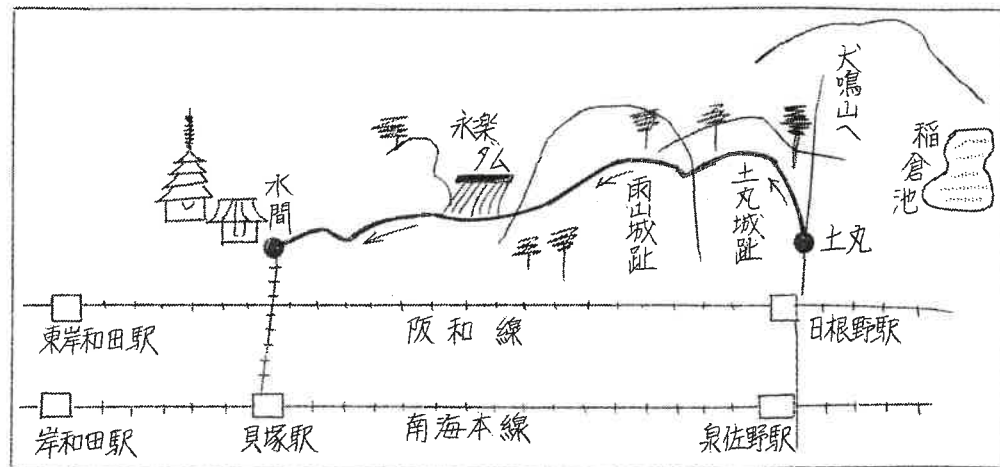 犬鳴山へ
稲倉池
永楽ダム
水間
雨山城趾
土丸城趾
土丸
東岸和田駅
阪和線
日根野駅
岸和田駅
貝塚駅
南海本線
泉佐野駅